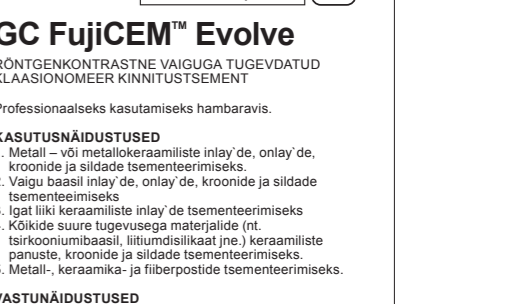 GC FujiCEM™ Evolve
RÖNTGENKONTRASTNE VAIGUGA TUGEVDATUD
KLAASIONOMEER KINNITUSTSEMENT
Professionaalseks kasutamiseks hambaravis.
KASUTUSNÄIDUSTUSED
. Metall – või metallokeraamiliste inlay`de, onlay`de,
kroonide ja sildade tsementeerimiseks.
. Vaigu baasil inlay`de, onlay`de, kroonide ja sildade
tsementeeimiseks
. Igat liiki keraamiliste inlay`de tsementeerimiseks
. Kõikide suure tugevusega materjalide (nt.
tsirkooniumibaasil, liitiumdisilikaat jne.) keraamiliste
panuste, kroonide ja sildade tsementeerimiseks.
. Metall-, keraamika- ja fiiberpostide tsementeerimiseks.
VASTUNÄIDUSTUSED